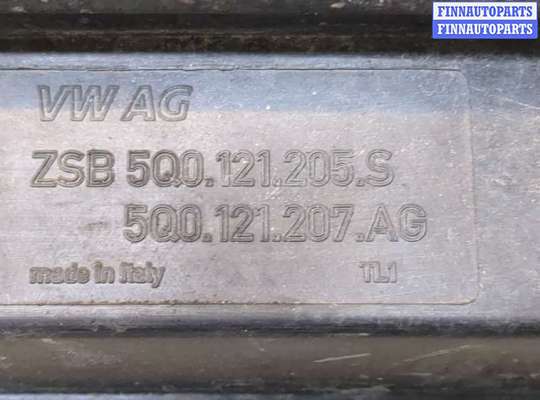 FINNAUTOPARTS
FINNAUTOPARTS
VW AG
ZSB 5Q0.121.205.S
5Q0.121.207.AG
made in Italy TL1